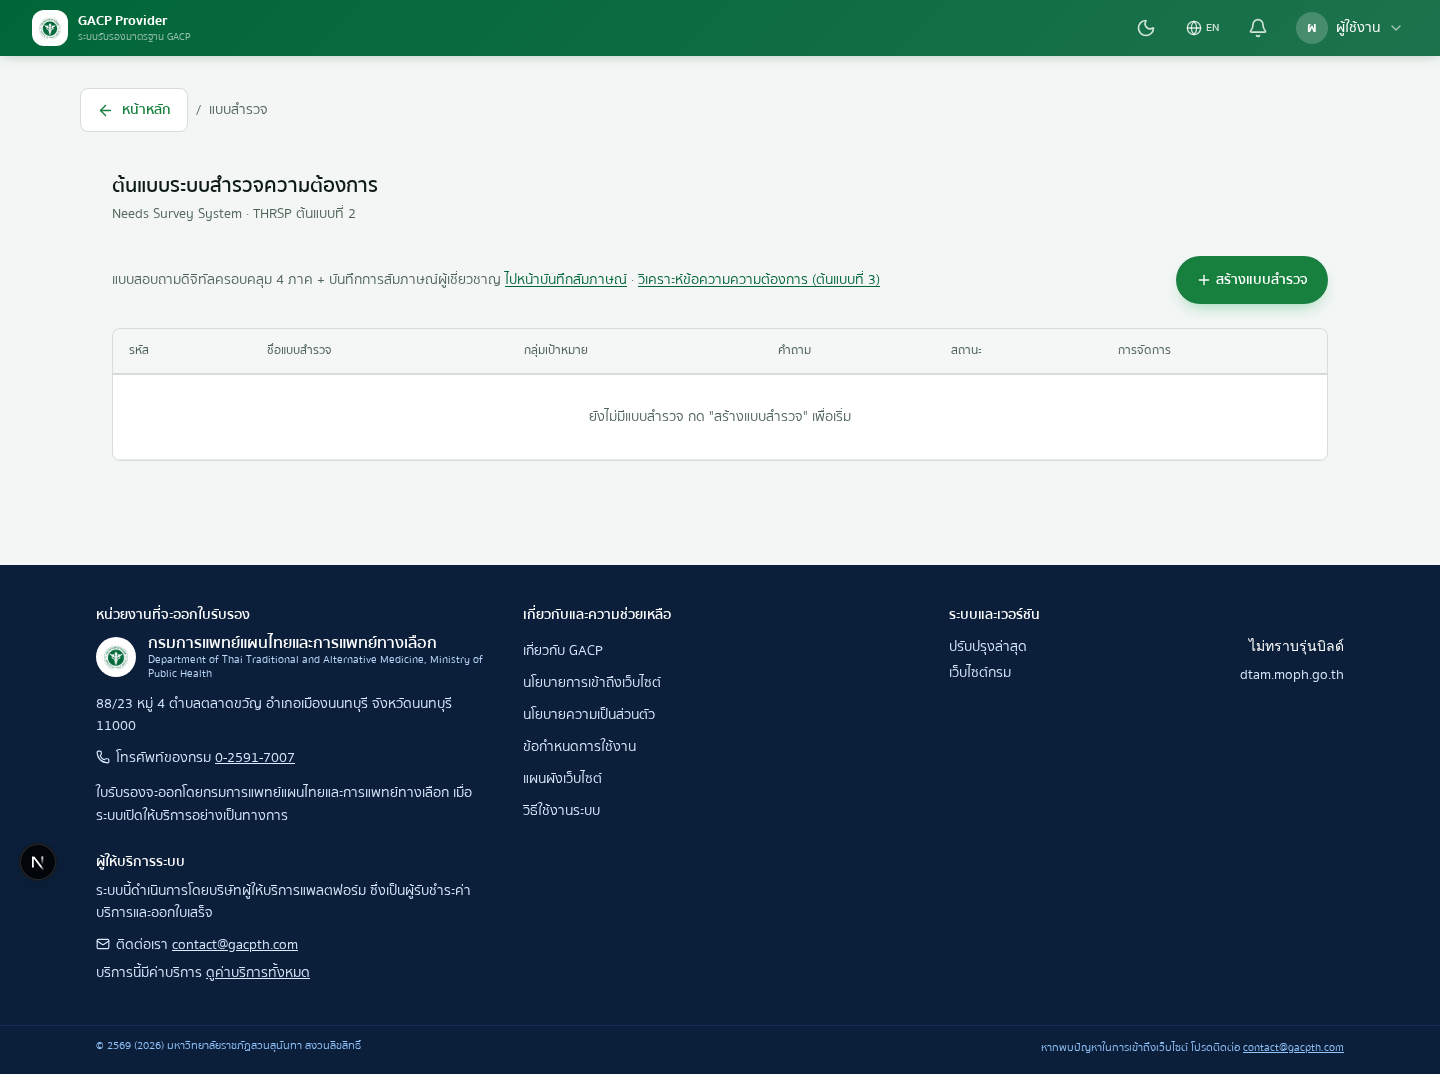 GACP Provider
ระบบรับรองมาตรฐาน GACP
EN
ผ
ผู้ใช้งาน
หน้าหลัก
/ แบบสำรวจ
ต้นแบบระบบสำรวจความต้องการ
Needs Survey System · THRSP ต้นแบบที่ 2
แบบสอบถามดิจิทัลครอบคลุม 4 ภาค + บันทึกการสัมภาษณ์ผู้เชี่ยวชาญ ไปหน้าบันทึกสัมภาษณ์ · วิเคราะห์ข้อความความต้องการ (ต้นแบบที่ 3)
สร้างแบบสำรวจ
รหัส ชื่อแบบสำรวจ กลุ่มเป้าหมาย คำถาม สถานะ การจัดการ
ยังไม่มีแบบสำรวจ กด "สร้างแบบสำรวจ" เพื่อเริ่ม
หน่วยงานที่จะออกใบรับรอง
กรมการแพทย์แผนไทยและการแพทย์ทางเลือก
Department of Thai Traditional and Alternative Medicine, Ministry of
Public Health
88/23 หมู่ 4 ตำบลตลาดขวัญ อำเภอเมืองนนทบุรี จังหวัดนนทบุรี
11000
โทรศัพท์ของกรม 0-2591-7007
ใบรับรองจะออกโดยกรมการแพทย์แผนไทยและการแพทย์ทางเลือก เมื่อ
ระบบเปิดให้บริการอย่างเป็นทางการ
ผู้ให้บริการระบบ
ระบบนี้ดำเนินการโดยบริษัทผู้ให้บริการแพลตฟอร์ม ซึ่งเป็นผู้รับชำระค่า
บริการและออกใบเสร็จ
ติดต่อเรา contact@gacpth.com
บริการนี้มีค่าบริการ ดูค่าบริการทั้งหมด
เกี่ยวกับและความช่วยเหลือ
เกี่ยวกับ GACP
นโยบายการเข้าถึงเว็บไซต์
นโยบายความเป็นส่วนตัว
ข้อกำหนดการใช้งาน
แผนผังเว็บไซต์
วิธีใช้งานระบบ
ระบบและเวอร์ชัน
ปรับปรุงล่าสุด ไม่ทราบรุ่นบิลด์
เว็บไซต์กรม dtam.moph.go.th
N
© 2569 (2026) มหาวิทยาลัยราชภัฏสวนสุนันทา สงวนลิขสิทธิ์
หากพบปัญหาในการเข้าถึงเว็บไซต์ โปรดติดต่อ contact@gacpth.com